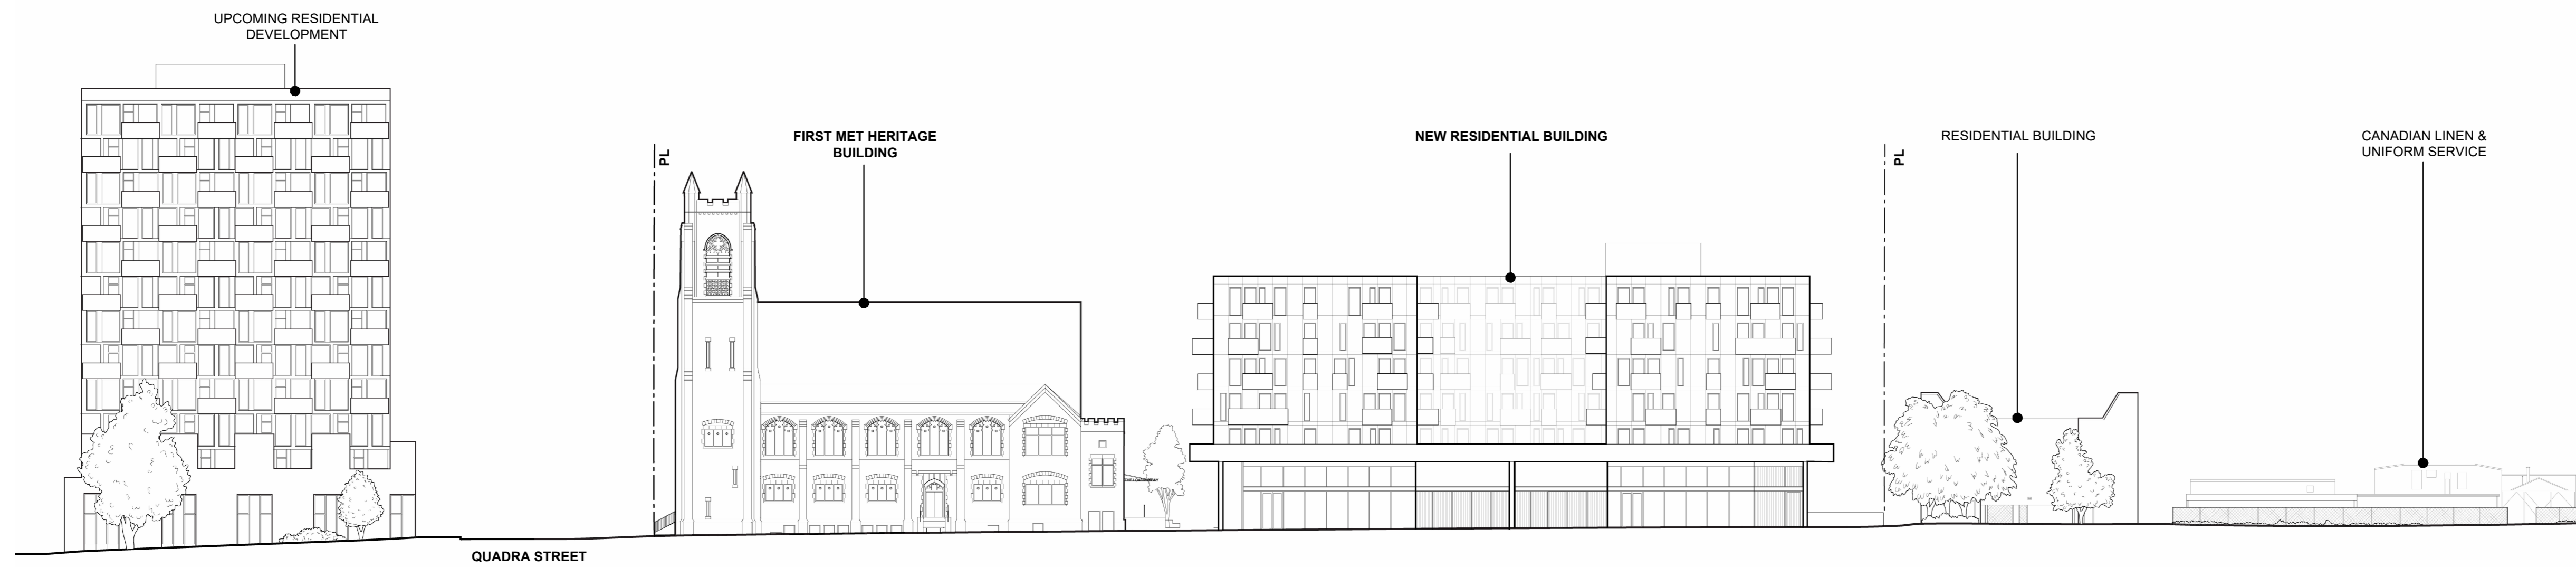 UPCOMING RESIDENTIAL
DEVELOPMENT
FIRST MET HERITAGE
BUILDING
NEW RESIDENTIAL BUILDING
RESIDENTIAL BUILDING
CANADIAN LINEN &
UNIFORM SERVICE
PL
PL
QUADRA STREET